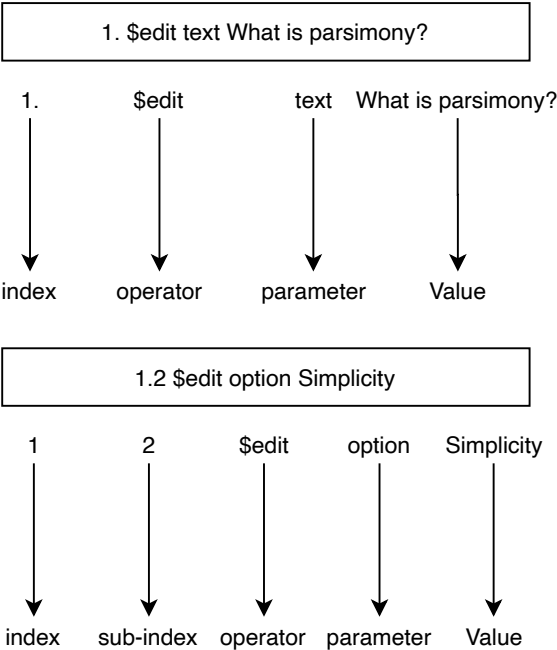 1. $edit text What is parsimony?
1. $edit text What is parsimony?
index operator parameter Value
1.2 $edit option Simplicity
1 2 $edit option Simplicity
index sub-index operator parameter Value